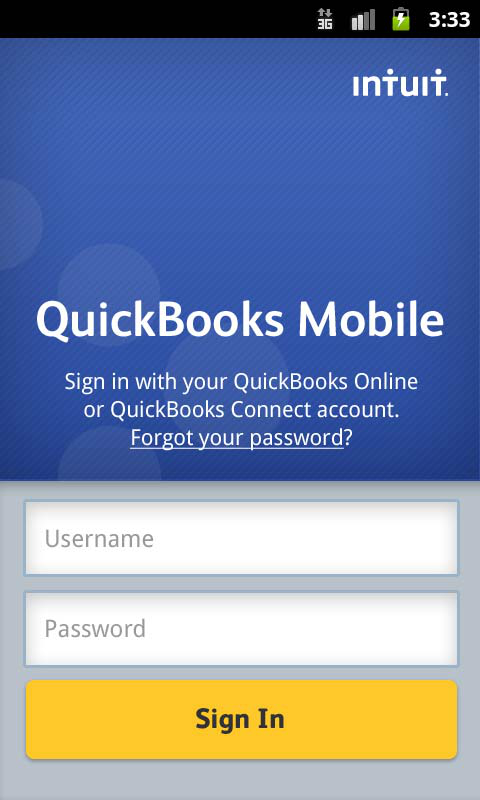 3G 3:33
intuit.
QuickBooks Mobile
Sign in with your QuickBooks Online
or QuickBooks Connect account.
Forgot your password?
Username
Password
Sign In